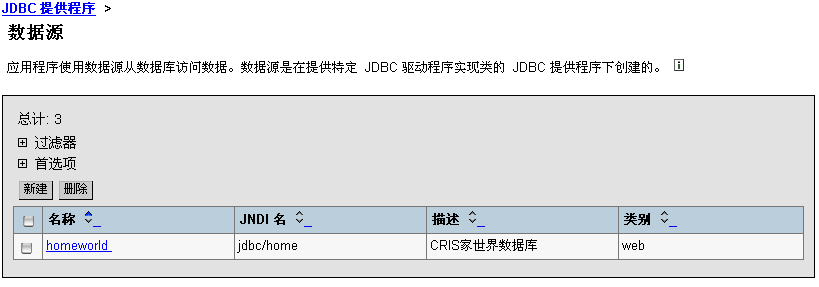 JDBC 提供程序 >
数据源
应用程序使用数据源从数据库访问数据。数据源是在提供特定 JDBC 驱动程序实现类的 JDBC 提供程序下创建的。 i
总计: 3
过滤器
首选项
新建 删除
名称 JNDI 名 描述 类别
homeworld jdbc/home CRIS家世界数据库 web